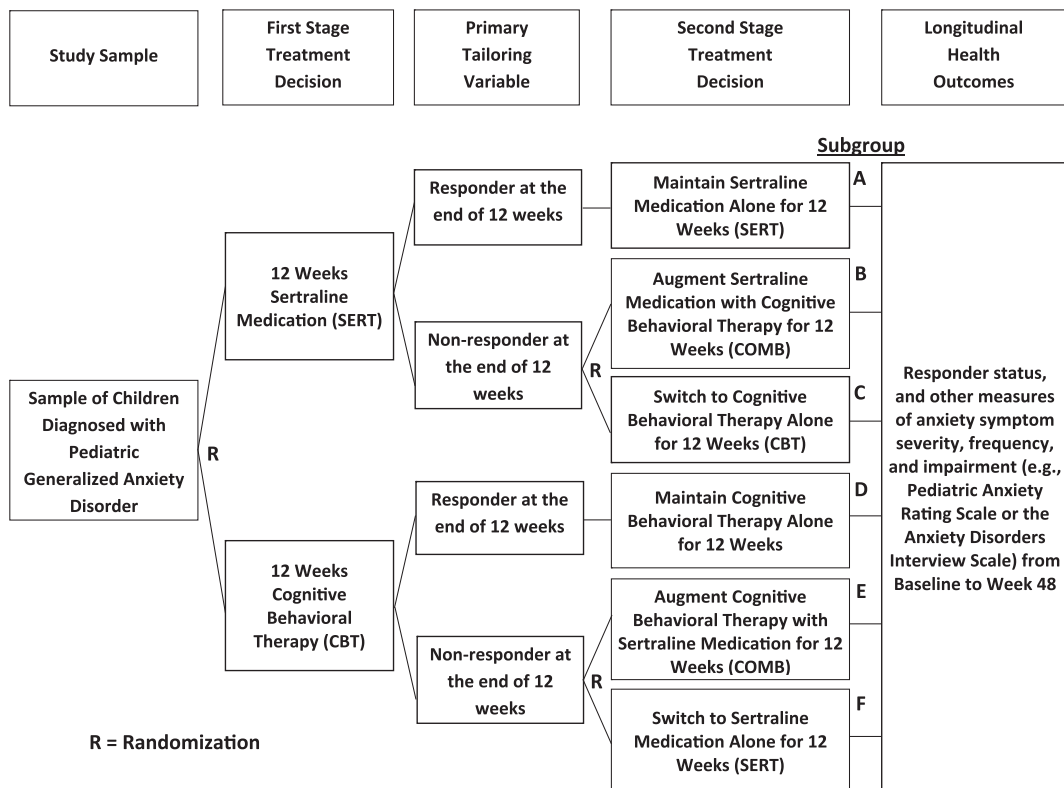 Study Sample
First Stage
Treatment
Decision
Primary
Tailoring
Variable
Second Stage
Treatment
Decision
Longitudinal
Health
Outcomes
Subgroup
Sample of Children
Diagnosed with
Pediatric
Generalized Anxiety
Disorder
R
12 Weeks
Sertraline
Medication (SERT)
Responder at the
end of 12 weeks
Maintain Sertraline
Medication Alone for 12
Weeks (SERT)
A
Non-responder at
the end of 12
weeks
R
Augment Sertraline
Medication with Cognitive
Behavioral Therapy for 12
Weeks (COMB)
B
Switch to Cognitive
Behavioral Therapy Alone
for 12 Weeks (CBT)
C
12 Weeks
Cognitive
Behavioral
Therapy (CBT)
Responder at the
end of 12 weeks
Maintain Cognitive
Behavioral Therapy Alone
for 12 Weeks
D
Non-responder at
the end of 12
weeks
R
Augment Cognitive
Behavioral Therapy with
Sertraline Medication for 12
Weeks (COMB)
E
Switch to Sertraline
Medication Alone for 12
Weeks (SERT)
F
Responder status,
and other measures
of anxiety symptom
severity, frequency,
and impairment (e.g.,
Pediatric Anxiety
Rating Scale or the
Anxiety Disorders
Interview Scale) from
Baseline to Week 48
R = Randomization